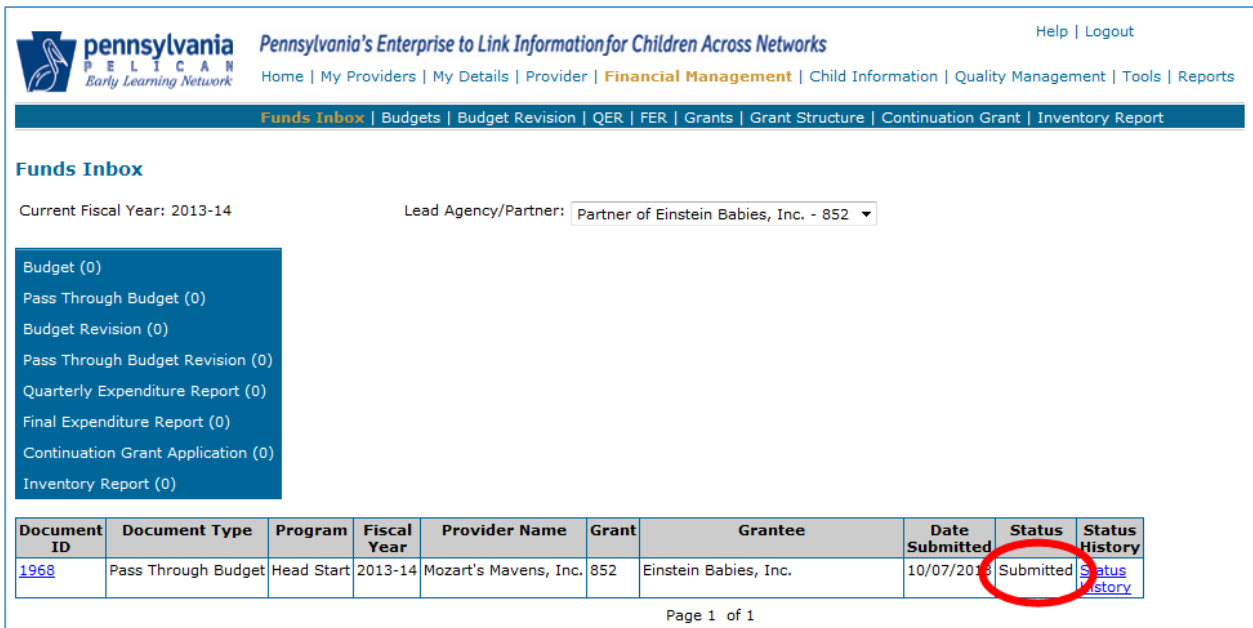 Help | Logout
pennsylvania
PELICAN
Early Learning Network
Pennsylvania's Enterprise to Link Information for Children Across Networks
Home | My Providers | My Details | Provider | Financial Management | Child Information | Quality Management | Tools | Reports
Funds Inbox | Budgets | Budget Revision | QER | FER | Grants | Grant Structure | Continuation Grant | Inventory Report
Funds Inbox
Current Fiscal Year: 2013-14 Lead Agency/Partner: Partner of Einstein Babies, Inc. - 852
Budget (0)
Pass Through Budget (0)
Budget Revision (0)
Pass Through Budget Revision (0)
Quarterly Expenditure Report (0)
Final Expenditure Report (0)
Continuation Grant Application (0)
Inventory Report (0)
Document ID Document Type Program Fiscal Year Provider Name Grant Grantee Date Submitted Status Status History
1968 Pass Through Budget Head Start 2013-14 Mozart's Mavens, Inc. 852 Einstein Babies, Inc. 10/07/2013 Submitted Status History
Page 1 of 1